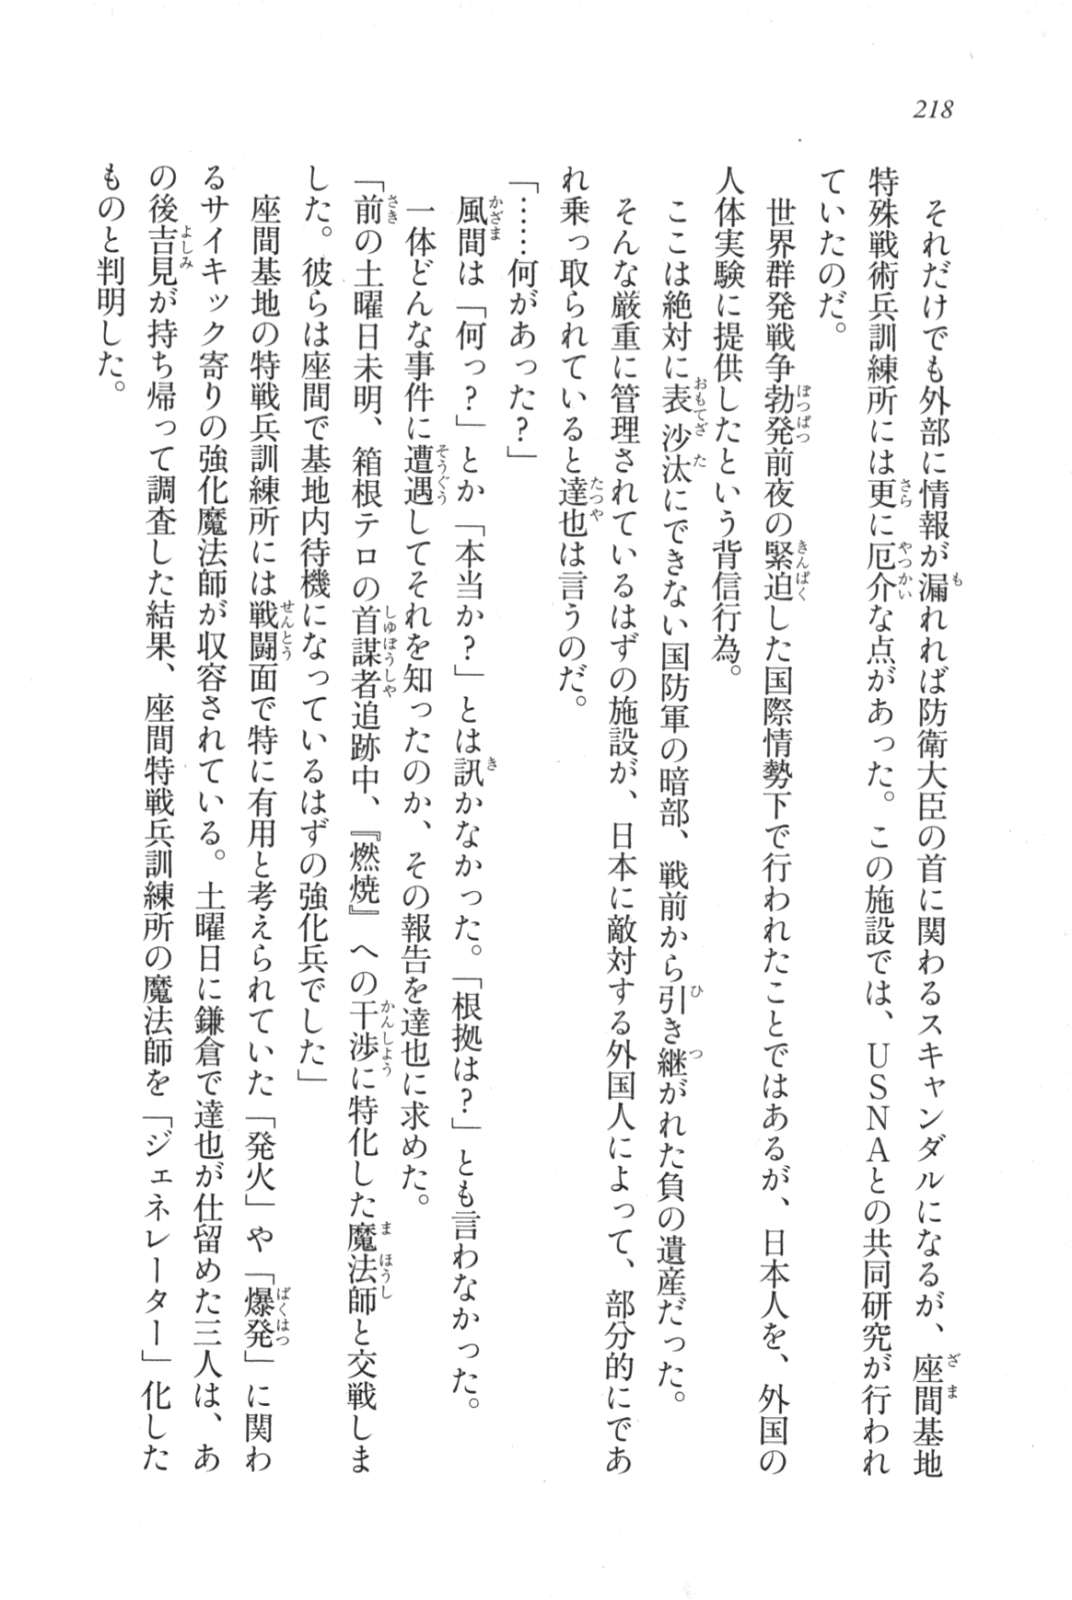 218
　それだけでも外部に情報が漏れれば防衛大臣の首に関わるスキャンダルになるが、座間基地
特殊戦術兵訓練所には更に厄介な点があった。この施設では、ＵＳＮＡとの共同研究が行われ
ていたのだ。
　世界群発戦争勃発前夜の緊迫した国際情勢下で行われたことではあるが、日本人を、外国の
人体実験に提供したという背信行為。
　ここは絶対に表沙汰にできない国防軍の暗部、戦前から引き継がれた負の遺産だった。
　そんな厳重に管理されているはずの施設が、日本に敵対する外国人によって、部分的にであ
れ乗っ取られていると達也は言うのだ。
「……何があった？」
　風間は「何っ？」とか「本当か？」とは訊かなかった。「根拠は？」とも言わなかった。
　一体どんな事件に遭遇してそれを知ったのか、その報告を達也に求めた。
「前の土曜日未明、箱根テロの首謀者追跡中、『燃焼』への干渉に特化した魔法師と交戦しま
した。彼らは座間で基地内待機になっているはずの強化兵でした」
　座間基地の特戦兵訓練所には戦闘面で特に有用と考えられていた「発火」や「爆発」に関わ
るサイキック寄りの強化魔法師が収容されている。土曜日に鎌倉で達也が仕留めた三人は、あ
の後吉見が持ち帰って調査した結果、座間特戦兵訓練所の魔法師を「ジェネレーター」化した
ものと判明した。